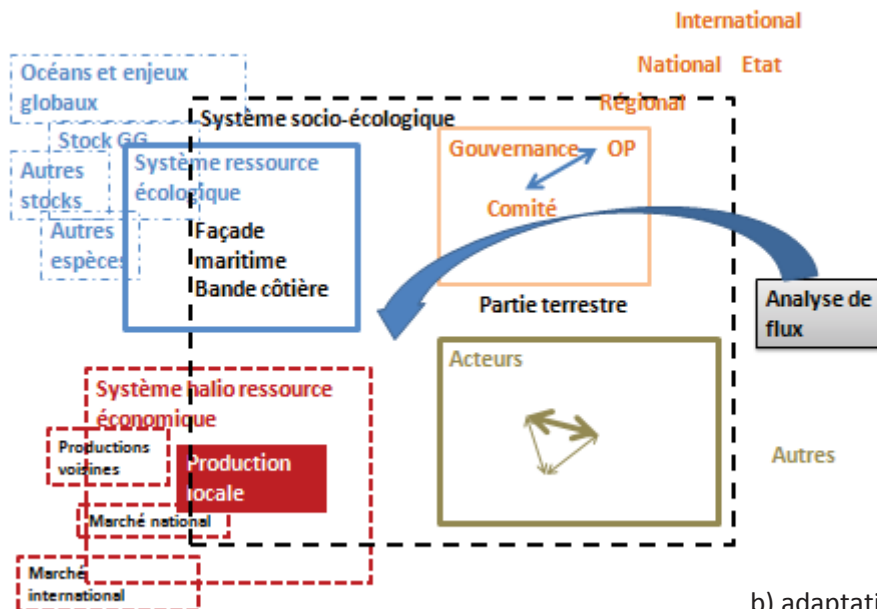 International
National Etat
Régional
Océans et enjeux
globaux
Système socio-écologique
Stock GG
Autres
stocks
Autres
espèces
Système ressource
écologique
Façade
maritime
Bande côtière
Gouvernance OP
Comité
Partie terrestre
Analyse de
flux
Acteurs
Autres
Système halio ressource
économique
Productions
voisines
Production
locale
Marché national
Marché
international
b) adaptati